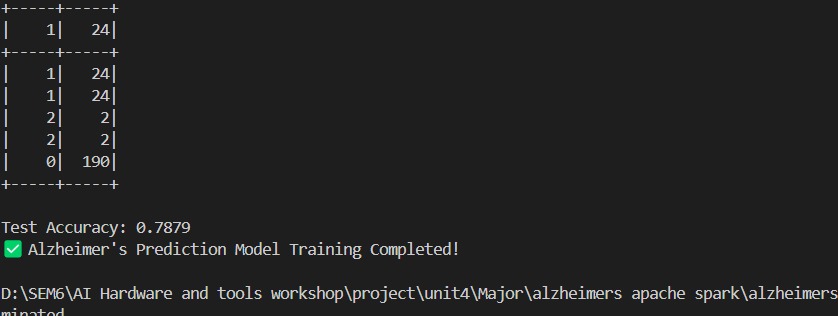 +-----+-----+
|    1|   24|
+-----+-----+
|    1|   24|
|    1|   24|
|    2|    2|
|    2|    2|
|    0|  190|
+-----+-----+
Test Accuracy: 0.7879
✅ Alzheimer's Prediction Model Training Completed!
D:\SEM6\AI Hardware and tools workshop\project\unit4\Major\alzheimers apache spark\alzheimers
minated